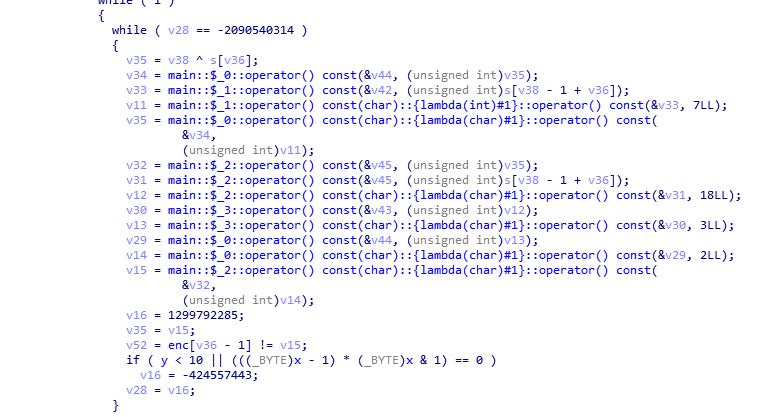 while ( 1 )
{
while ( v28 == -2090540314 )
{
v35 = v38 ^ s[v36];
v34 = main::$_0::operator() const(&v44, (unsigned int)v35);
v33 = main::$_1::operator() const(&v42, (unsigned int)s[v38 - 1 + v36]);
v11 = main::$_1::operator() const(char)::{lambda(int)#1}::operator() const(&v33, 7LL);
v35 = main::$_0::operator() const(char)::{lambda(char)#1}::operator() const(
&v34,
(unsigned int)v11);
v32 = main::$_2::operator() const(&v45, (unsigned int)v35);
v31 = main::$_2::operator() const(&v45, (unsigned int)s[v38 - 1 + v36]);
v12 = main::$_2::operator() const(char)::{lambda(char)#1}::operator() const(&v31, 18LL);
v30 = main::$_3::operator() const(&v43, (unsigned int)v12);
v13 = main::$_3::operator() const(char)::{lambda(char)#1}::operator() const(&v30, 3LL);
v29 = main::$_0::operator() const(&v44, (unsigned int)v13);
v14 = main::$_0::operator() const(char)::{lambda(char)#1}::operator() const(&v29, 2LL);
v15 = main::$_2::operator() const(char)::{lambda(char)#1}::operator() const(
&v32,
(unsigned int)v14);
v16 = 1299792285;
v35 = v15;
v52 = enc[v36 - 1] != v15;
if ( y < 10 || (((_BYTE)x - 1) * (_BYTE)x & 1) == 0 )
v16 = -424557443;
v28 = v16;
}